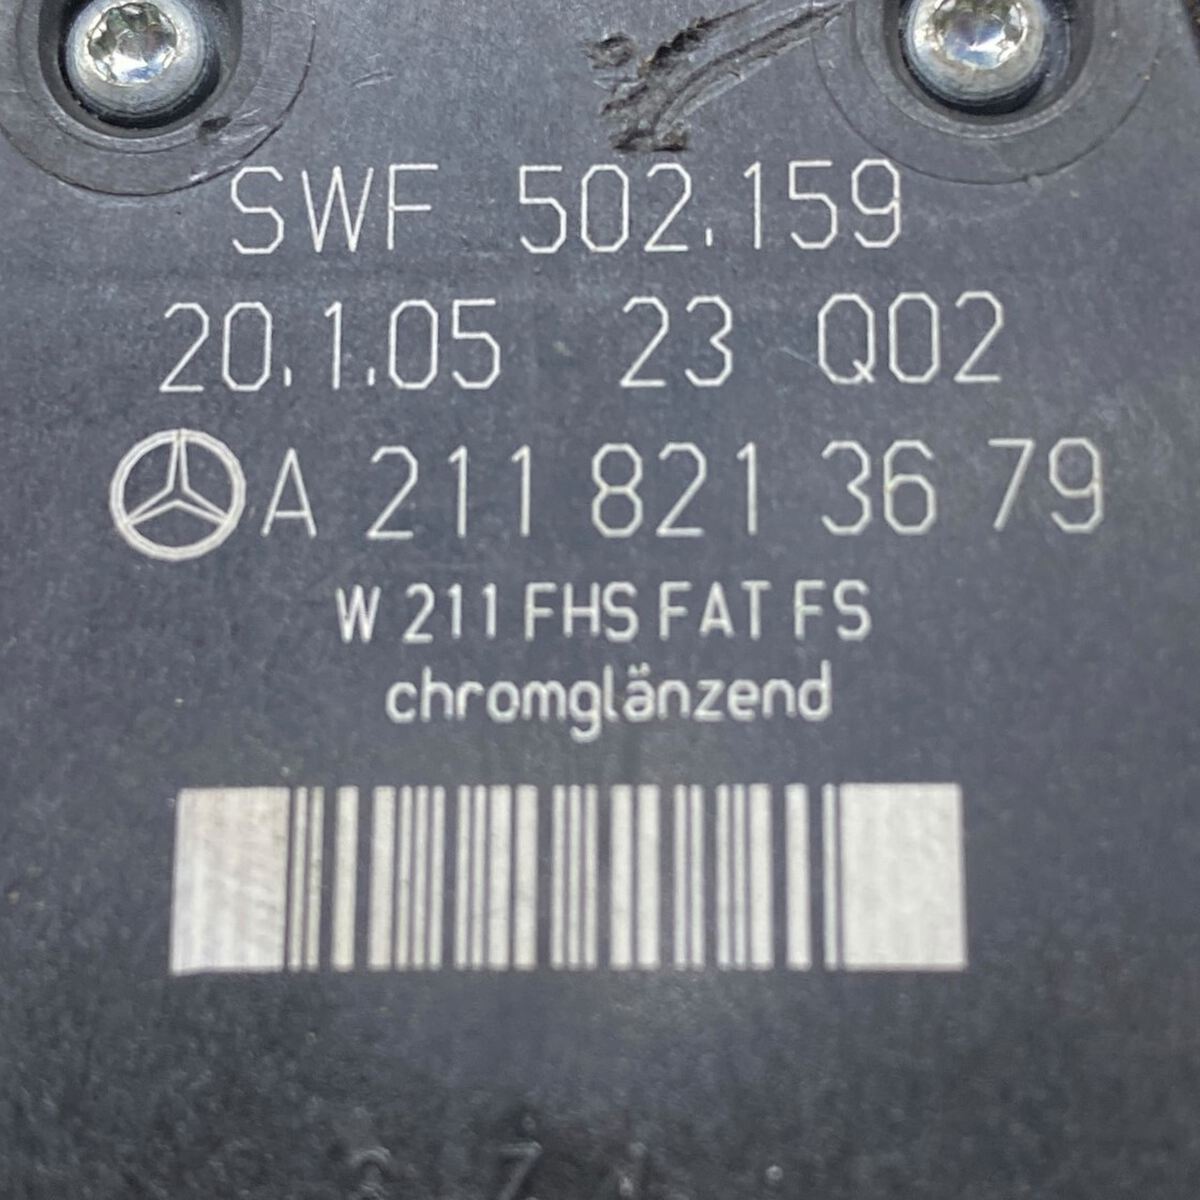 SWF 502.159
20.1.05 23 Q02
A 211 821 36 79
W 211 FHS FAT FS
chromglänzend